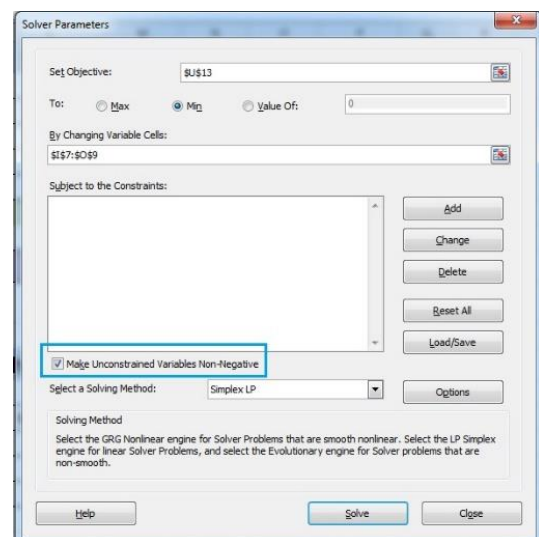 Solver Parameters
Set Objective: $U$13
To: Max Min Value Of: 0
By Changing Variable Cells:
$I$7:$O$9
Subject to the Constraints:
Add
Change
Delete
Reset All
Load/Save
Make Unconstrained Variables Non-Negative
Select a Solving Method: Simplex LP Options
Solving Method
Select the GRG Nonlinear engine for Solver Problems that are smooth nonlinear. Select the LP Simplex
engine for linear Solver Problems, and select the Evolutionary engine for Solver problems that are
non-smooth.
Help Solve Close